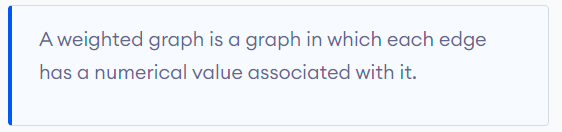 A weighted graph is a graph in which each edge
has a numerical value associated with it.